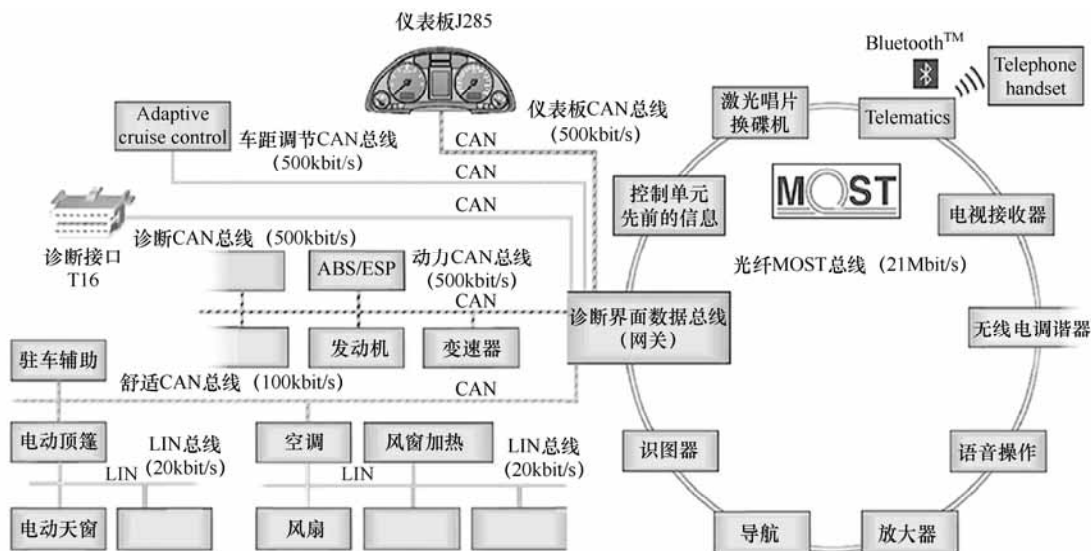 仪表板J285
Bluetooth™
Telephone
handset
Adaptive
cruise control
车距调节CAN总线
(500kbit/s)
CAN
仪表板CAN总线
(500kbit/s)
激光唱片
换碟机
Telematics
CAN
控制单元
先前的信息
MOST
电视接收器
诊断接口
T16
诊断CAN总线 (500kbit/s)
CAN
ABS/ESP
动力CAN总线
(500kbit/s)
CAN
光纤MOST总线 (21Mbit/s)
诊断界面数据总线
(网关)
无线电调谐器
发动机
变速器
驻车辅助
舒适CAN总线 (100kbit/s)
CAN
电动顶篷
LIN总线
(20kbit/s)
LIN
空调
风窗加热
LIN总线
(20kbit/s)
LIN
识图器
语音操作
电动天窗
风扇
导航
放大器